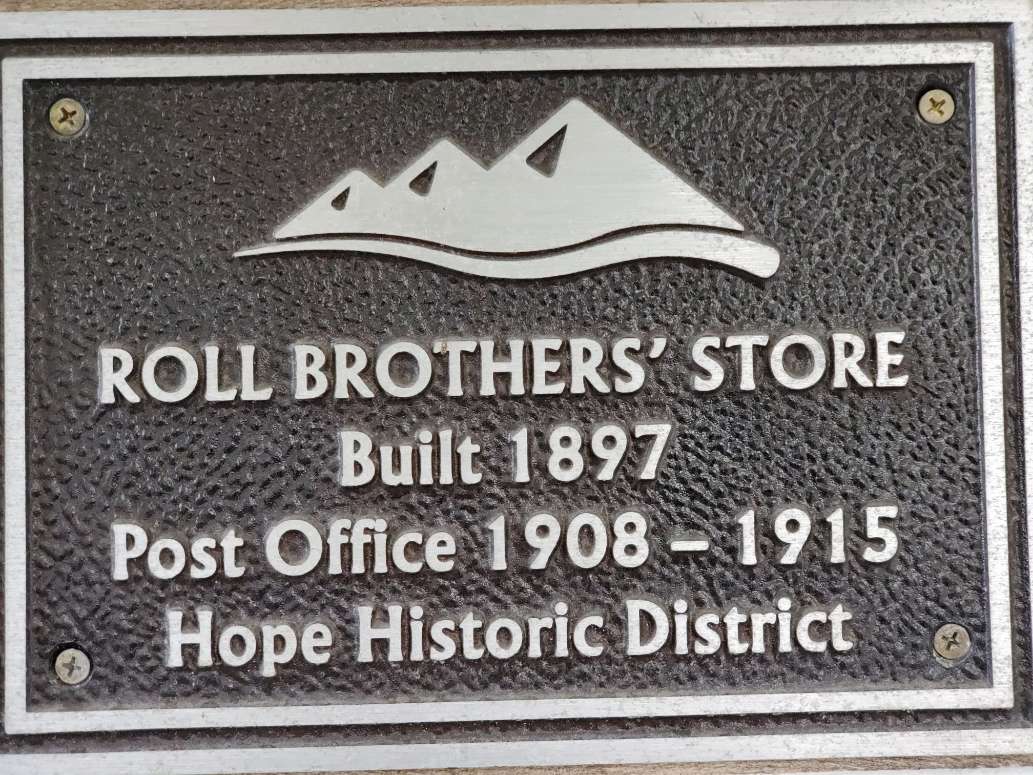 ROLL BROTHERS’ STORE
Built 1897
Post Office 1908 – 1915
Hope Historic District